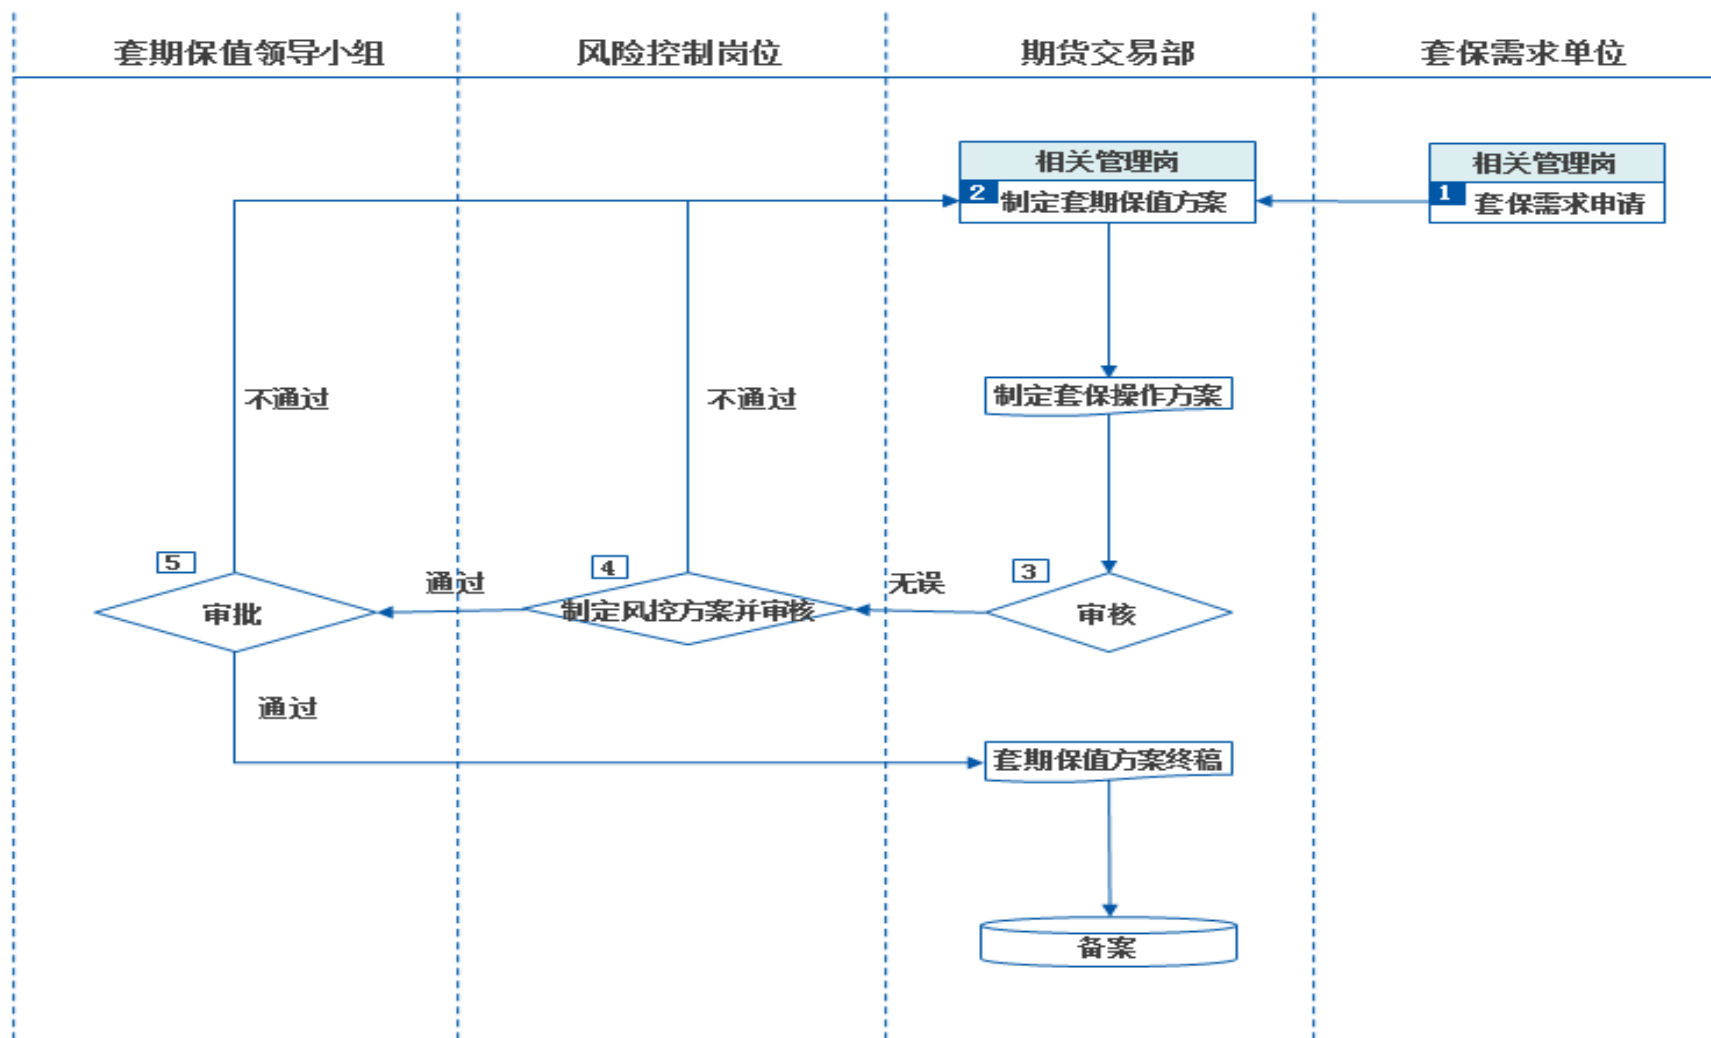 套期保值领导小组
风险控制岗位
期货交易部
套保需求单位
相关管理岗
2
制定套期保值方案
相关管理岗
1
套保需求申请
不通过
不通过
制定套保操作方案
5
审批
通过
4
制定风控方案并审核
无误
3
审核
通过
套期保值方案终稿
备案